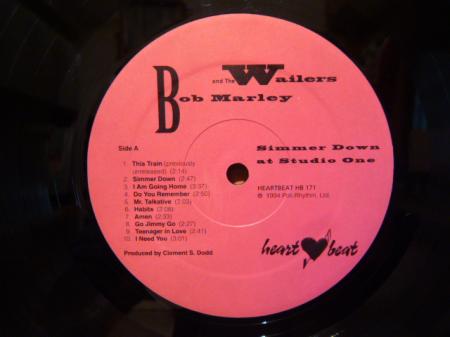 and The Wailers
Bob Marley
Side A
Simmer Down
at Studio One
1. This Train (previously
unreleased) (2:14)
2. Simmer Down (2:47)
3. I Am Going Home (3:37)
4. Do You Remember (2:50)
5. Mr. Talkative (2:03)
6. Habits (2:08)
7. Amen (2:33)
8. Go Jimmy Go (2:27)
9. Teenager in Love (2:41)
10. I Need You (3:01)
HEARTBEAT HB 171
℗ 1994 Poli-Rhythm, Ltd.
heart beat
Produced by Clement S. Dodd